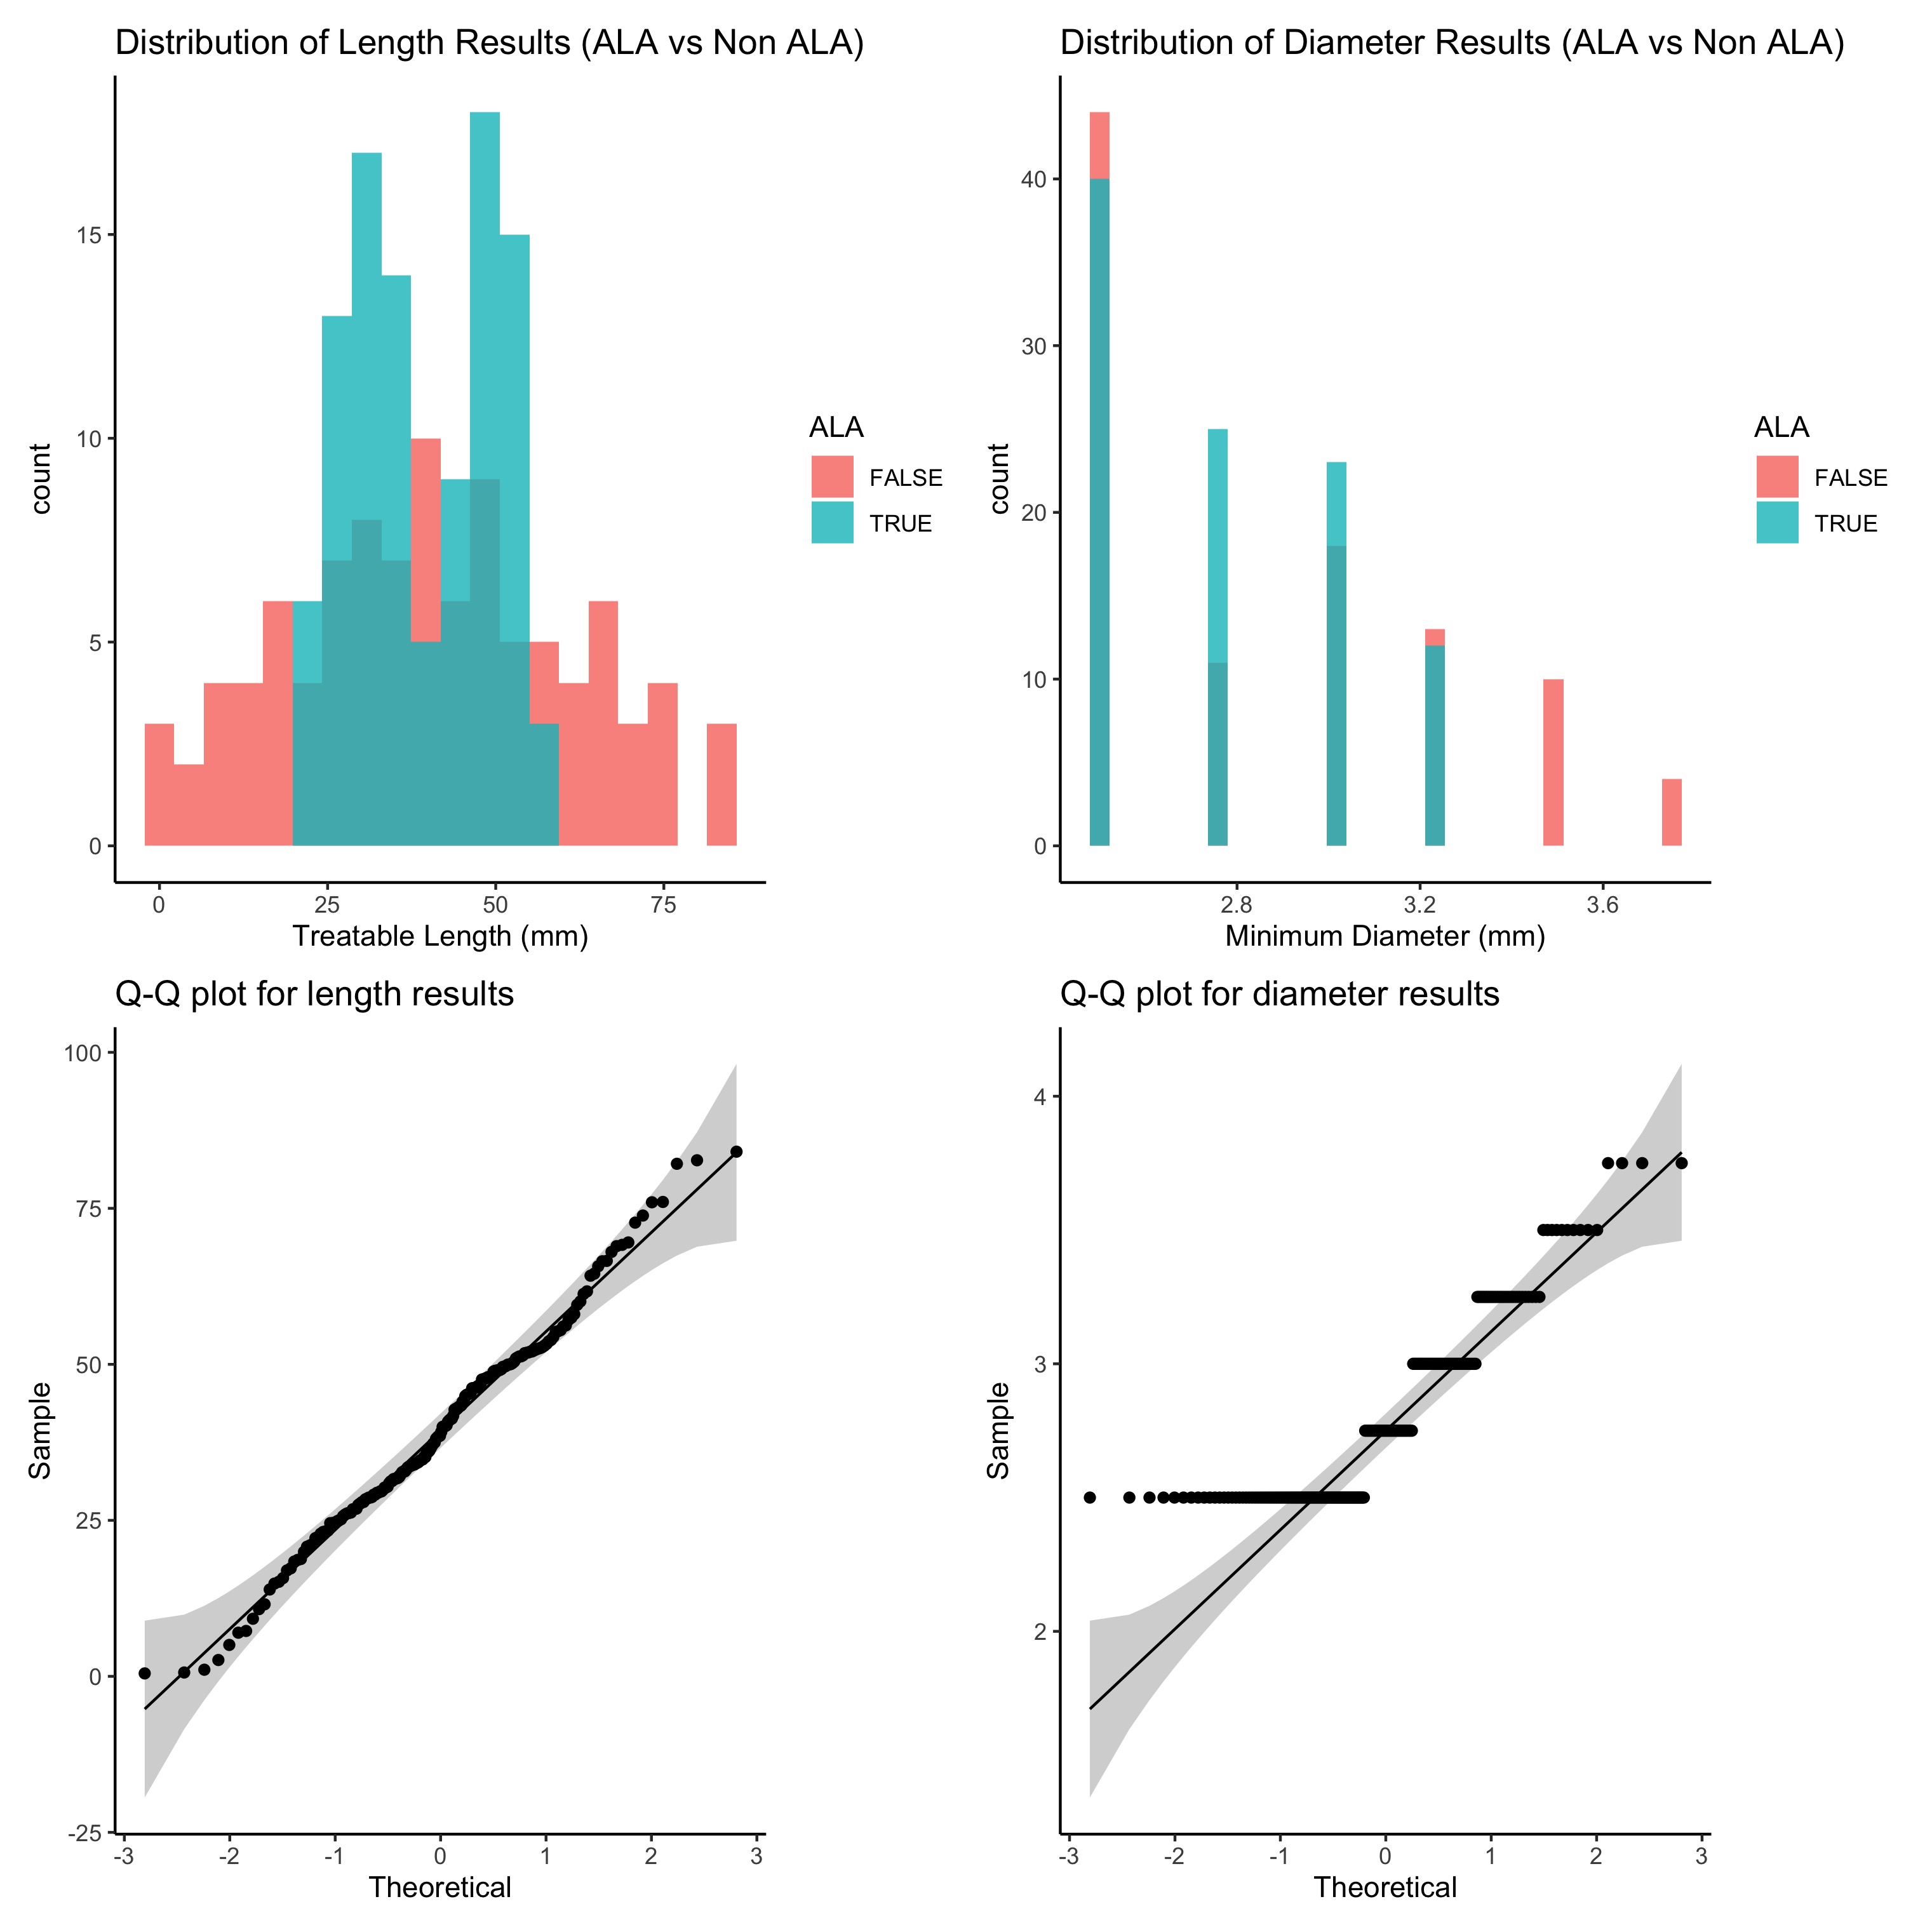 Distribution of Length Results (ALA vs Non ALA)
15
10
5
0
count
0 25 50 75
Treatable Length (mm)
ALA
FALSE
TRUE
Distribution of Diameter Results (ALA vs Non ALA)
40
30
20
10
0
count
2.8 3.2 3.6
Minimum Diameter (mm)
ALA
FALSE
TRUE
Q-Q plot for length results
100
75
50
25
0
-25
Sample
-3 -2 -1 0 1 2 3
Theoretical
Q-Q plot for diameter results
4
3
2
Sample
-3 -2 -1 0 1 2 3
Theoretical